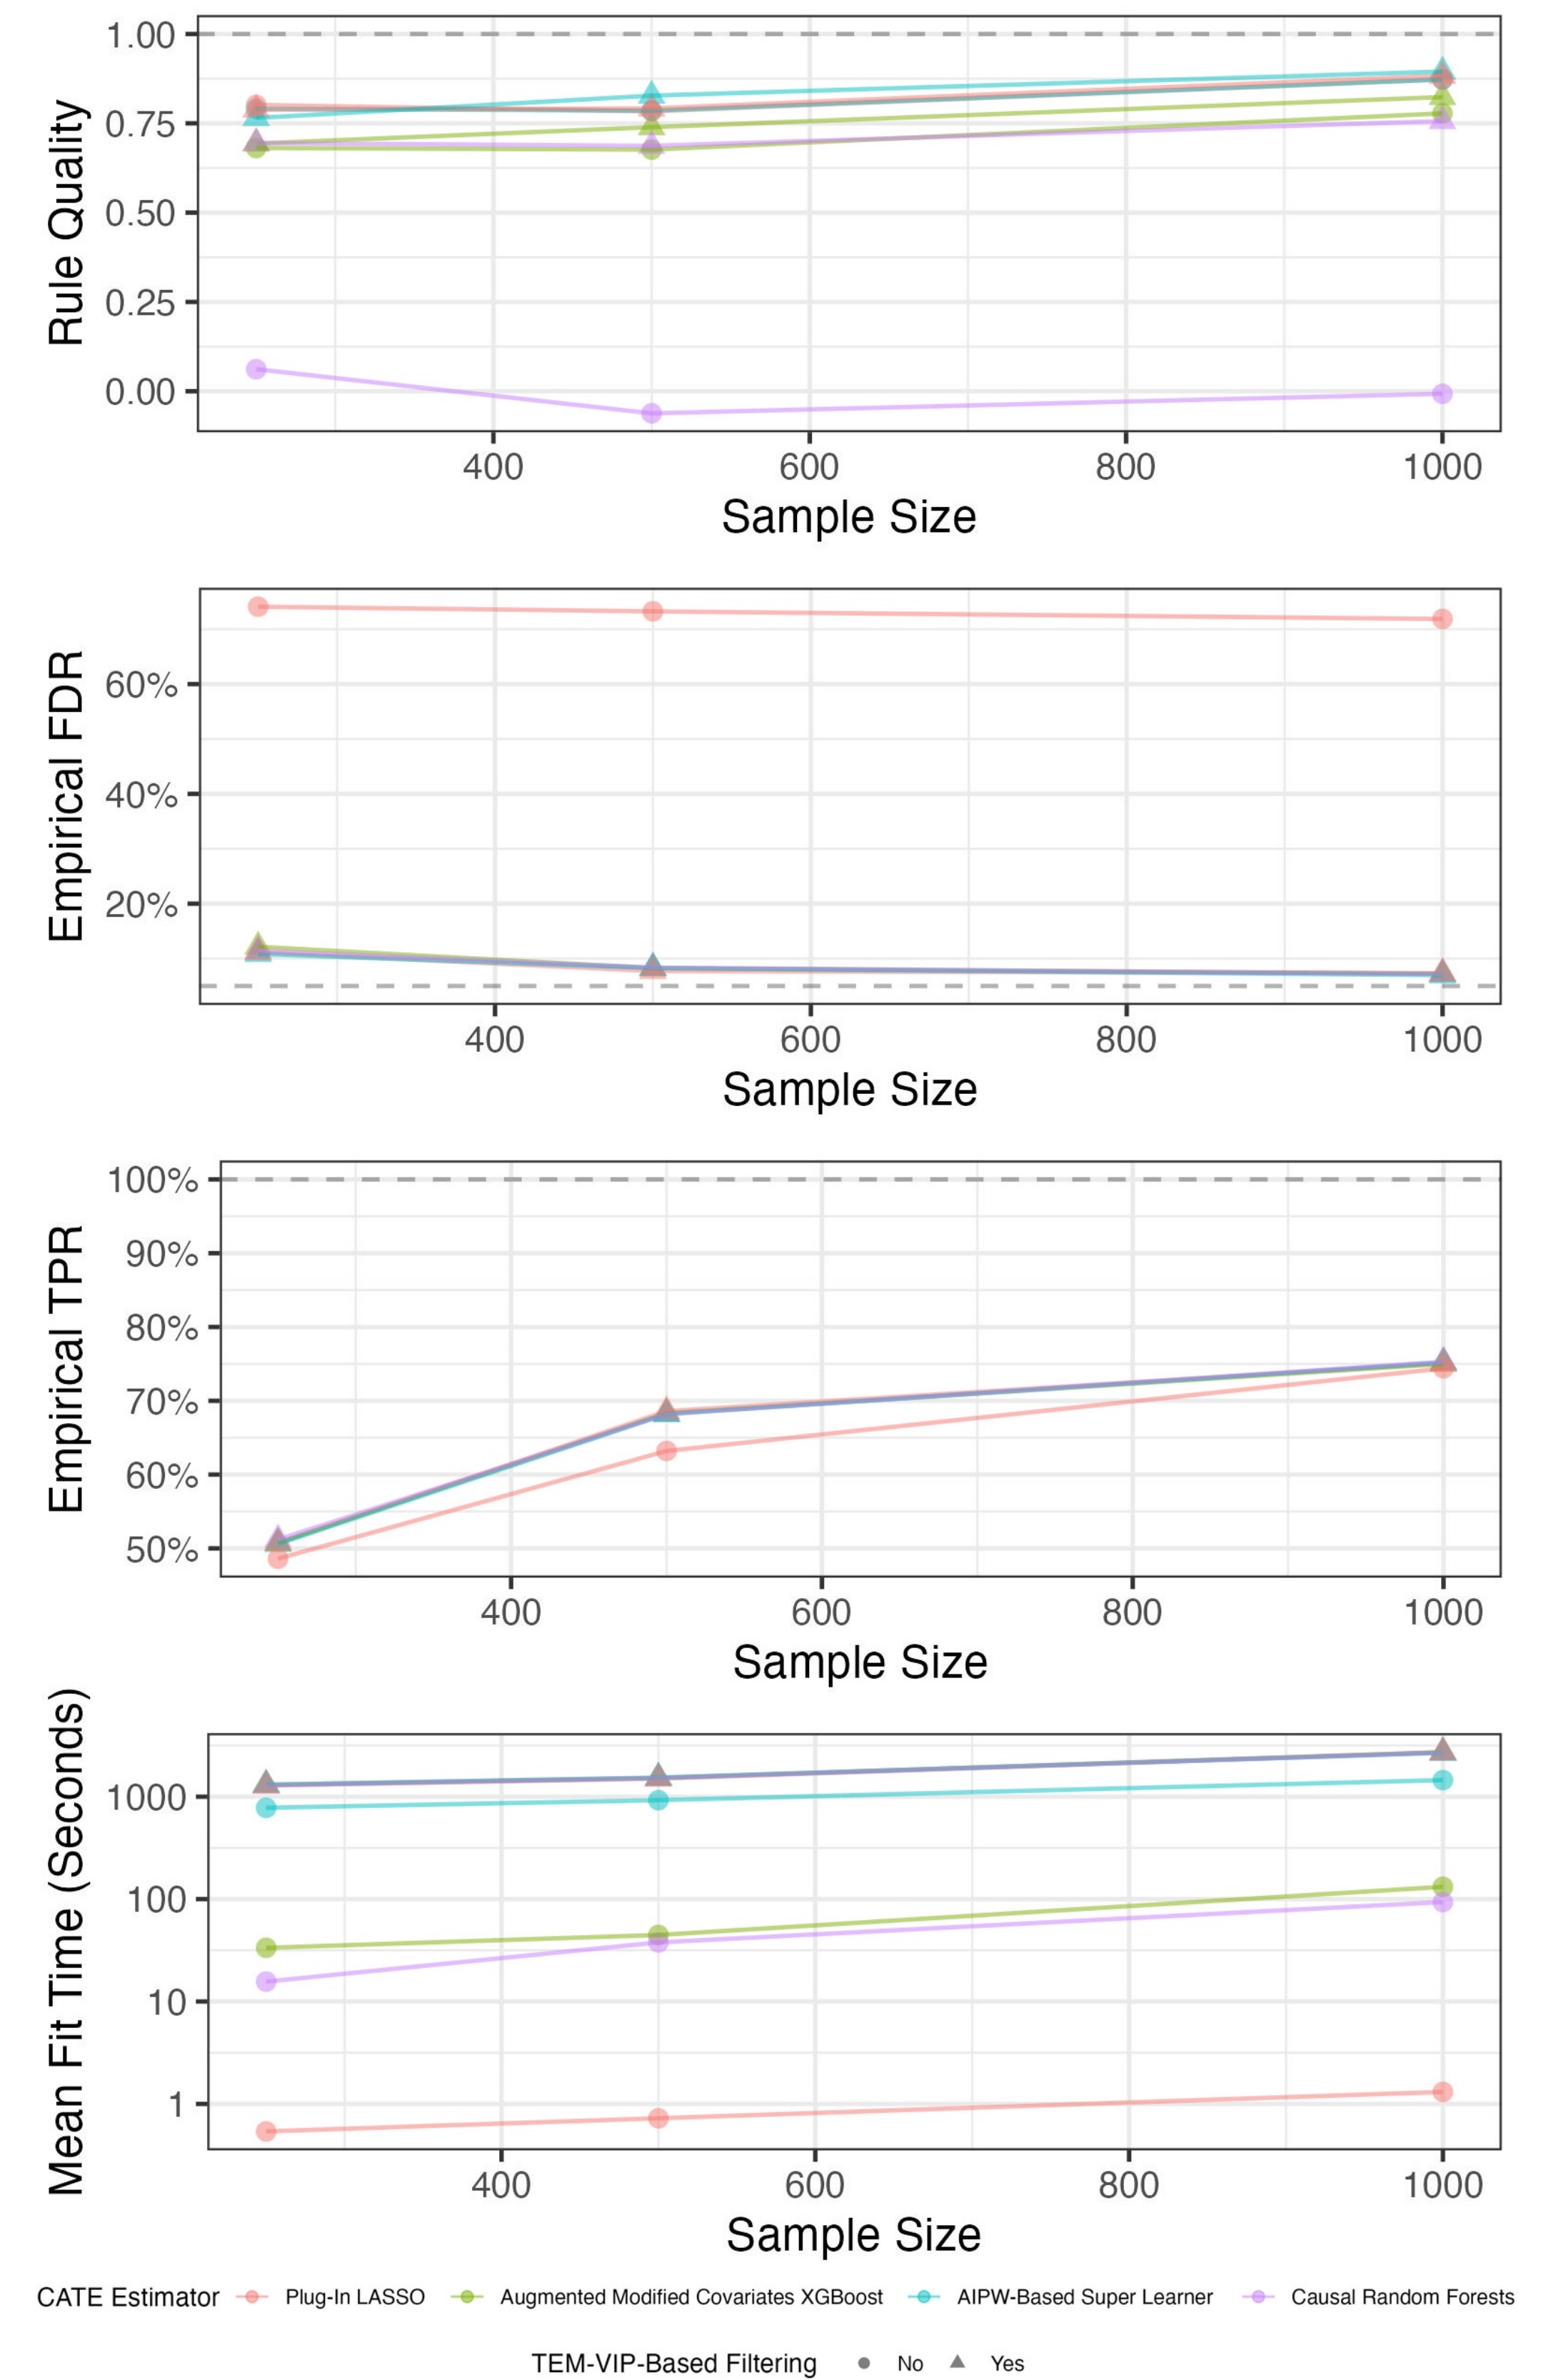 Rule Quality
1.00
0.75
0.50
0.25
0.00
400 600 800 1000
Sample Size
Empirical FDR
60%
40%
20%
400 600 800 1000
Sample Size
Empirical TPR
100%
90%
80%
70%
60%
50%
400 600 800 1000
Sample Size
Mean Fit Time (Seconds)
1000
100
10
1
400 600 800 1000
Sample Size
CATE Estimator Plug-In LASSO Augmented Modified Covariates XGBoost AIPW-Based Super Learner Causal Random Forests
TEM-VIP-Based Filtering No Yes